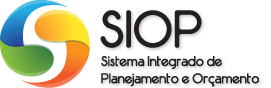 SIOP
Sistema Integrado de
Planejamento e Orçamento